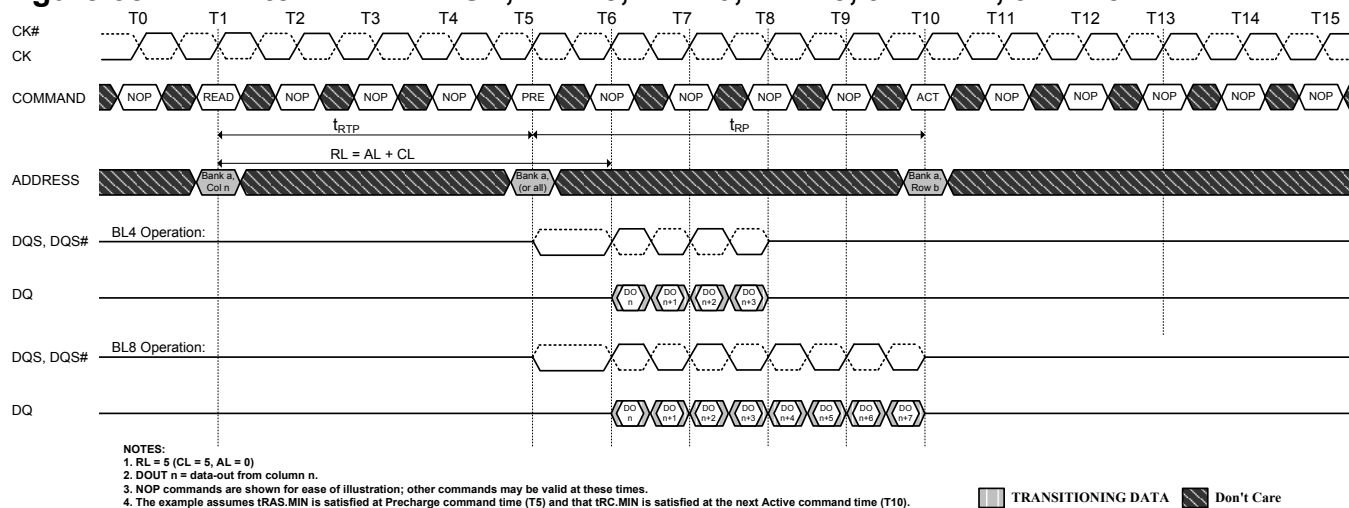 T0 T1 T2 T3 T4 T5 T6 T7 T8 T9 T10 T11 T12 T13 T14 T15
CK#
CK
COMMAND NOP READ NOP NOP NOP PRE NOP NOP NOP NOP ACT NOP NOP NOP NOP NOP
tRTP tRP
RL = AL + CL
ADDRESS
Bank a, Bank a, Bank a,
Col n (or all) Row b
BL4 Operation:
DQS, DQS#
DQ
DO DO DO DO
n n+1 n+2 n+3
BL8 Operation:
DQS, DQS#
DQ
DO DO DO DO DO DO DO DO
n n+1 n+2 n+3 n+4 n+5 n+6 n+7
NOTES:
1. RL = 5 (CL = 5, AL = 0)
2. DOUT n = data-out from column n.
3. NOP commands are shown for ease of illustration; other commands may be valid at these times.
4. The example assumes tRAS.MIN is satisfied at Precharge command time (T5) and that tRC.MIN is satisfied at the next Active command time (T10).
TRANSITIONING DATA Don't Care